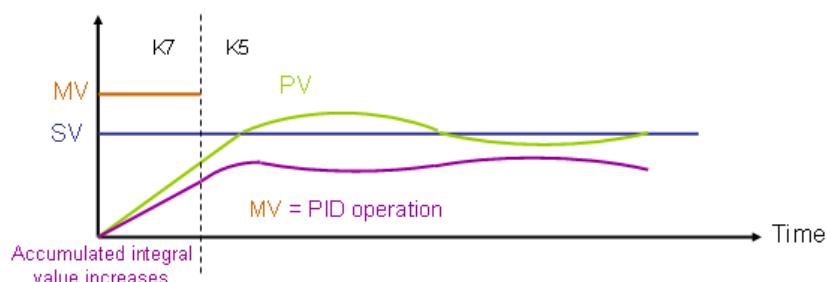 K7 K5
MV
PV
SV
MV = PID operation
Time
Accumulated integral
value increases